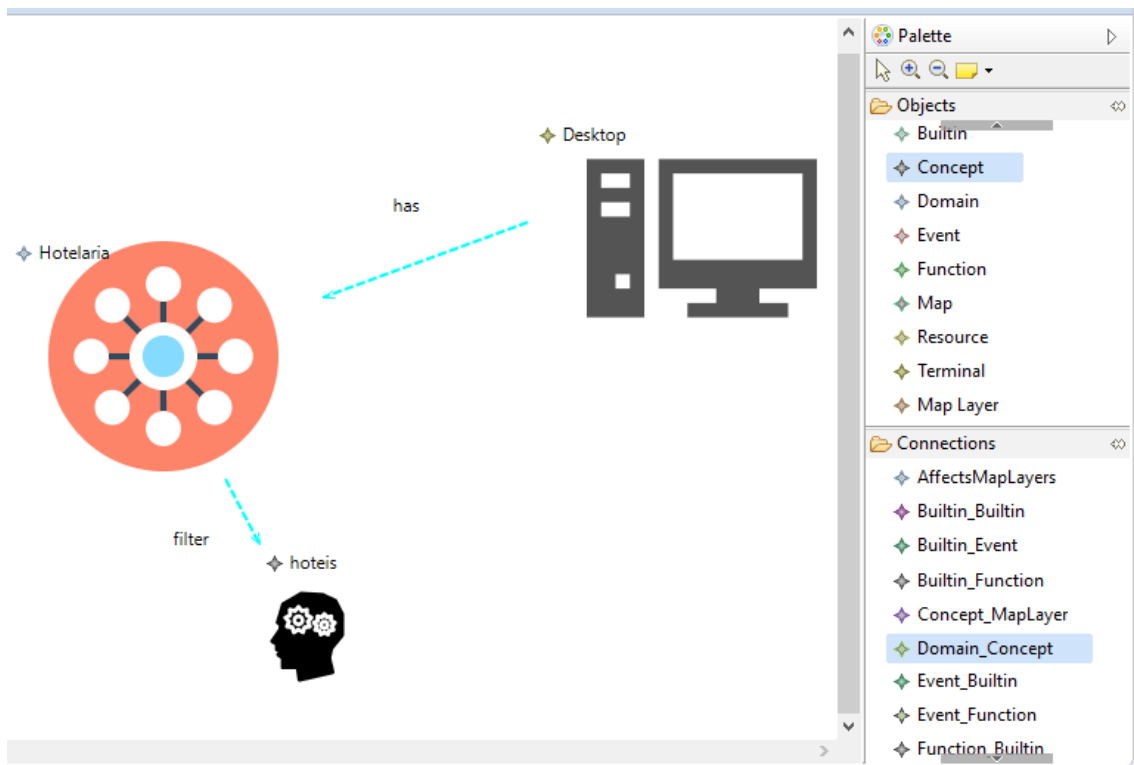 Desktop
has
Hotelaria
filter
hoteis
Palette
Objects
Builtin
Concept
Domain
Event
Function
Map
Resource
Terminal
Map Layer
Connections
AffectsMapLayers
Builtin_Builtin
Builtin_Event
Builtin_Function
Concept_MapLayer
Domain_Concept
Event_Builtin
Event_Function
Function_Builtin